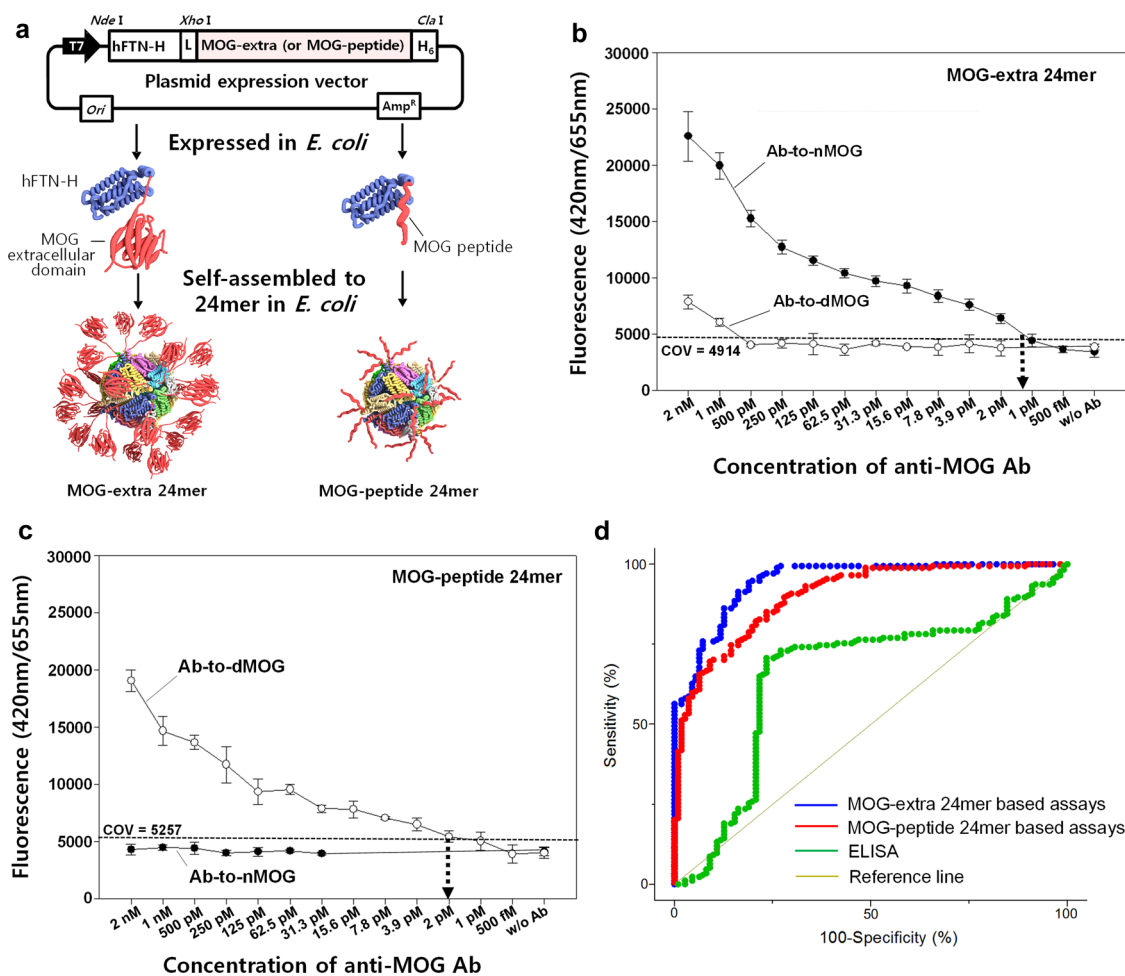 a
Nde I
Xho I
Cla I
T7
hFTN-H
L
MOG-extra (or MOG-peptide)
H6
Plasmid expression vector
Ori
AmpR
Expressed in E. coli
hFTN-H
MOG
extracellular
domain
MOG peptide
Self-assembled to
24mer in E. coli
MOG-extra 24mer
MOG-peptide 24mer
b
MOG-extra 24mer
Fluorescence (420nm/655nm)
30000
25000
20000
15000
10000
5000
0
Ab-to-nMOG
Ab-to-dMOG
COV = 4914
2 nM
1 nM
500 pM
250 pM
125 pM
62.5 pM
31.3 pM
15.6 pM
7.8 pM
3.9 pM
2 pM
1 pM
500 fM
w/o Ab
Concentration of anti-MOG Ab
c
MOG-peptide 24mer
Fluorescence (420nm/655nm)
30000
25000
20000
15000
10000
5000
0
Ab-to-dMOG
COV = 5257
Ab-to-nMOG
2 nM
1 nM
500 pM
250 pM
125 pM
62.5 pM
31.3 pM
15.6 pM
7.8 pM
3.9 pM
2 pM
1 pM
500 fM
w/o Ab
Concentration of anti-MOG Ab
d
Sensitivity (%)
100
50
0
MOG-extra 24mer based assays
MOG-peptide 24mer based assays
ELISA
Reference line
0
50
100
100-Specificity (%)